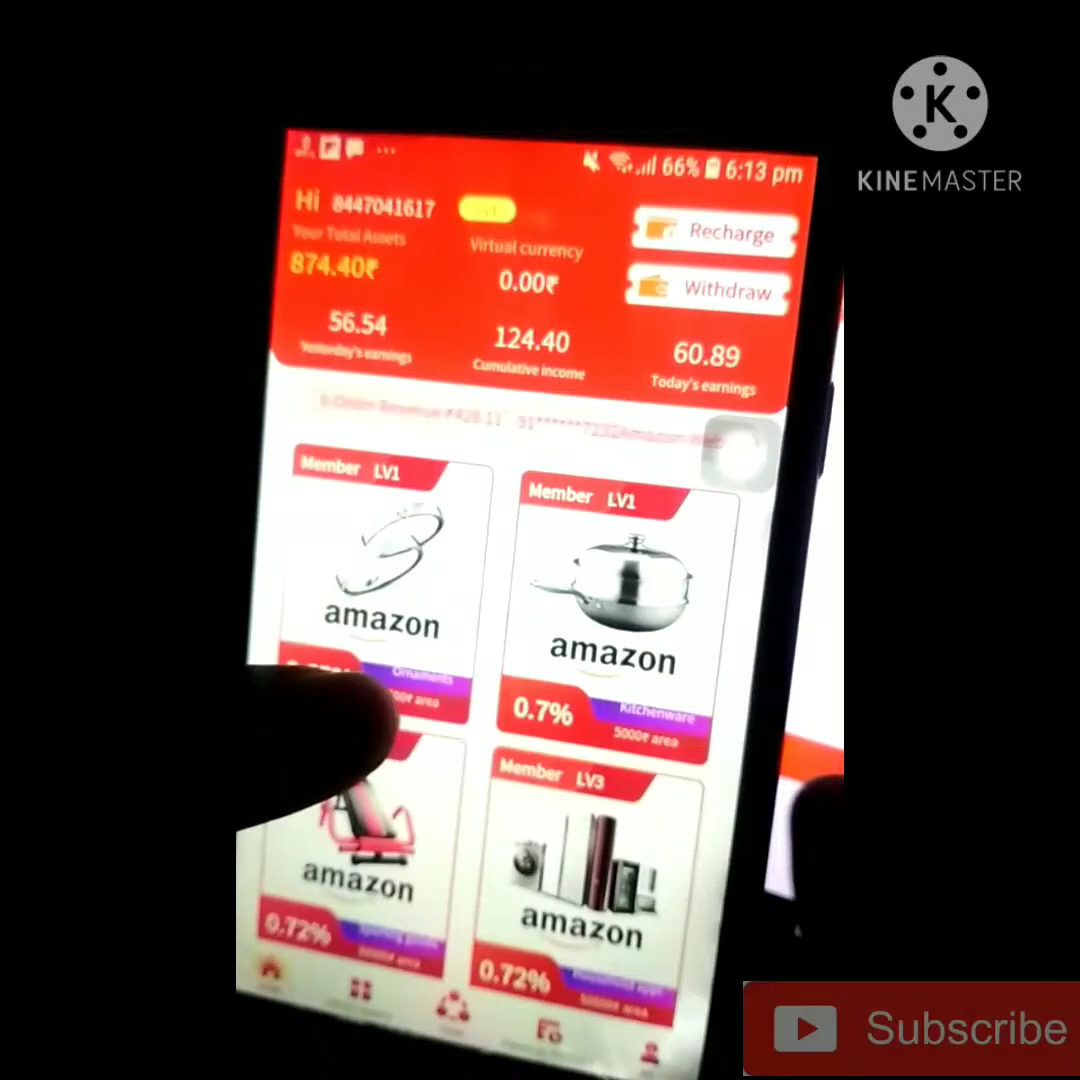 KINEMASTER
66% 6:13 pm
Hi 8447041617
Recharge
Your Total Assets
Virtual currency
874.40₹
0.00₹
Withdraw
56.54
124.40
60.89
Yesterday's earnings
Cumulative income
Today's earnings
Member LV1
Member LV1
amazon
amazon
Ornaments
area
0.7%
Kitchenware
5000₹ area
Member LV3
amazon
amazon
0.72%
0.72%
Subscribe